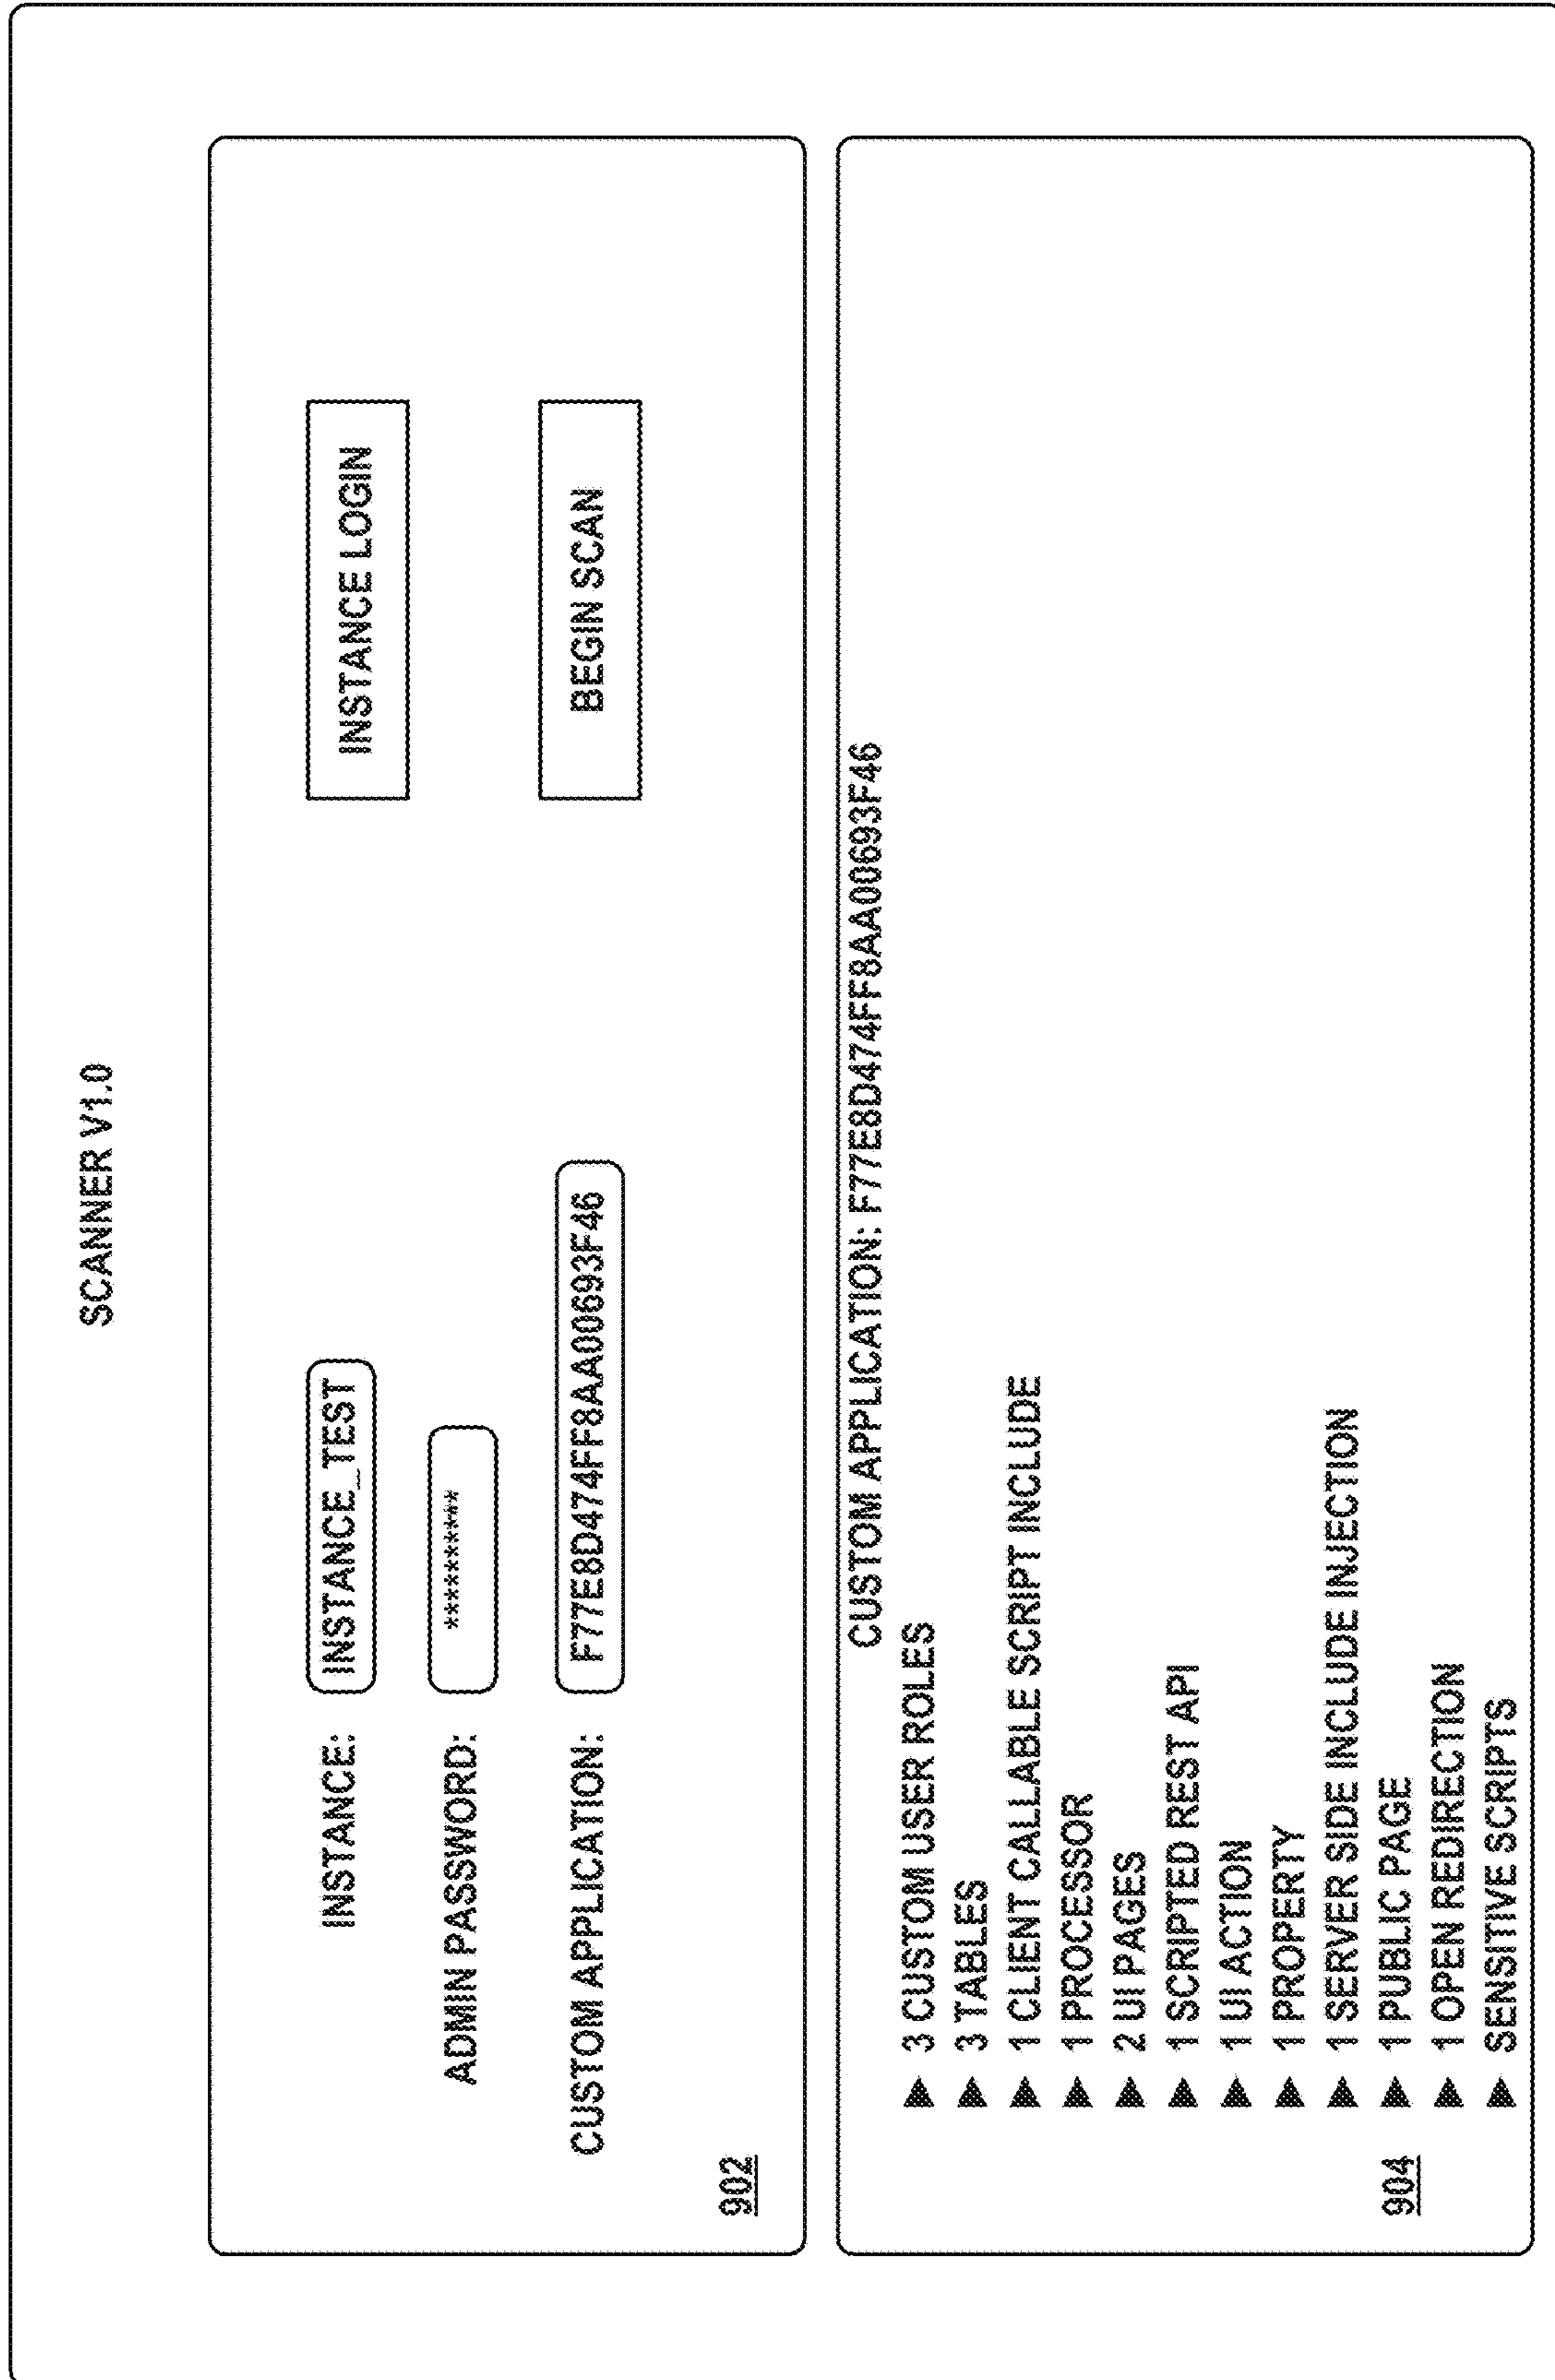 SCANNER V1.0
INSTANCE: INSTANCE_TEST INSTANCE LOGIN
ADMIN PASSWORD: *********
CUSTOM APPLICATION: F77E8D474FF8AA00693F46 BEGIN SCAN
902
CUSTOM APPLICATION: F77E8D474FF8AA00693F46
▶ 3 CUSTOM USER ROLES
▶ 3 TABLES
▶ 1 CLIENT CALLABLE SCRIPT INCLUDE
▶ 1 PROCESSOR
▶ 2 UI PAGES
▶ 1 SCRIPTED REST API
▶ 1 UI ACTION
▶ 1 PROPERTY
▶ 1 SERVER SIDE INCLUDE INJECTION
▶ 1 PUBLIC PAGE
▶ 1 OPEN REDIRECTION
▶ SENSITIVE SCRIPTS
904